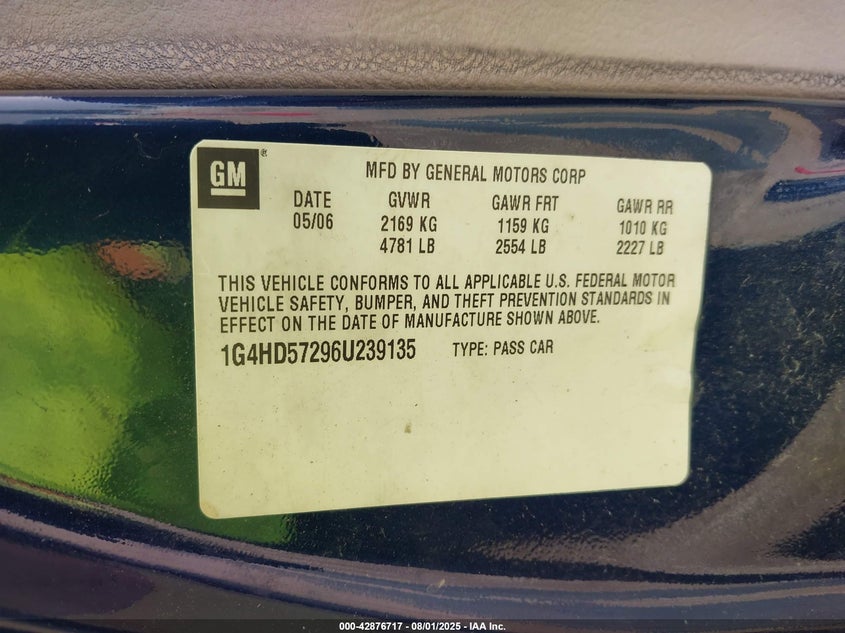 GM®
MFD BY GENERAL MOTORS CORP
DATE GVWR GAWR FRT GAWR RR
05/06 2169 KG 1159 KG 1010 KG
4781 LB 2554 LB 2227 LB
THIS VEHICLE CONFORMS TO ALL APPLICABLE U.S. FEDERAL MOTOR
VEHICLE SAFETY, BUMPER, AND THEFT PREVENTION STANDARDS IN
EFFECT ON THE DATE OF MANUFACTURE SHOWN ABOVE.
1G4HD57296U239135 TYPE: PASS CAR
000-42876717 - 08/01/2025 - IAA Inc.